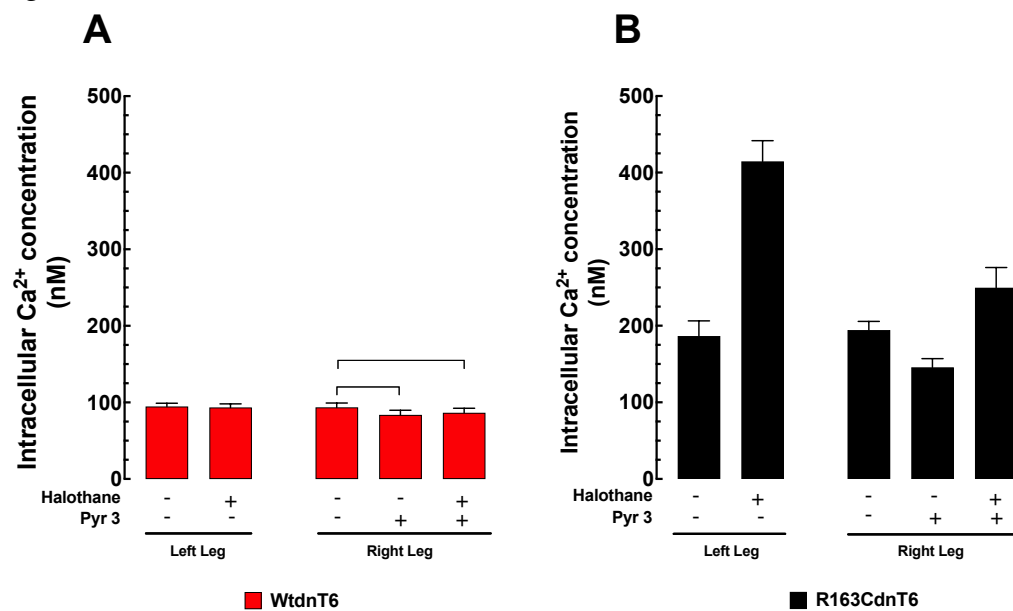 A
Intracellular Ca²⁺ concentration
(nM)
500
400
300
200
100
0
Halothane - + - - +
Pyr 3 - - - + +
Left Leg Right Leg
WtdnT6
B
Intracellular Ca²⁺ concentration
(nM)
500
400
300
200
100
0
Halothane - + - - +
Pyr 3 - - - + +
Left Leg Right Leg
R163CdnT6